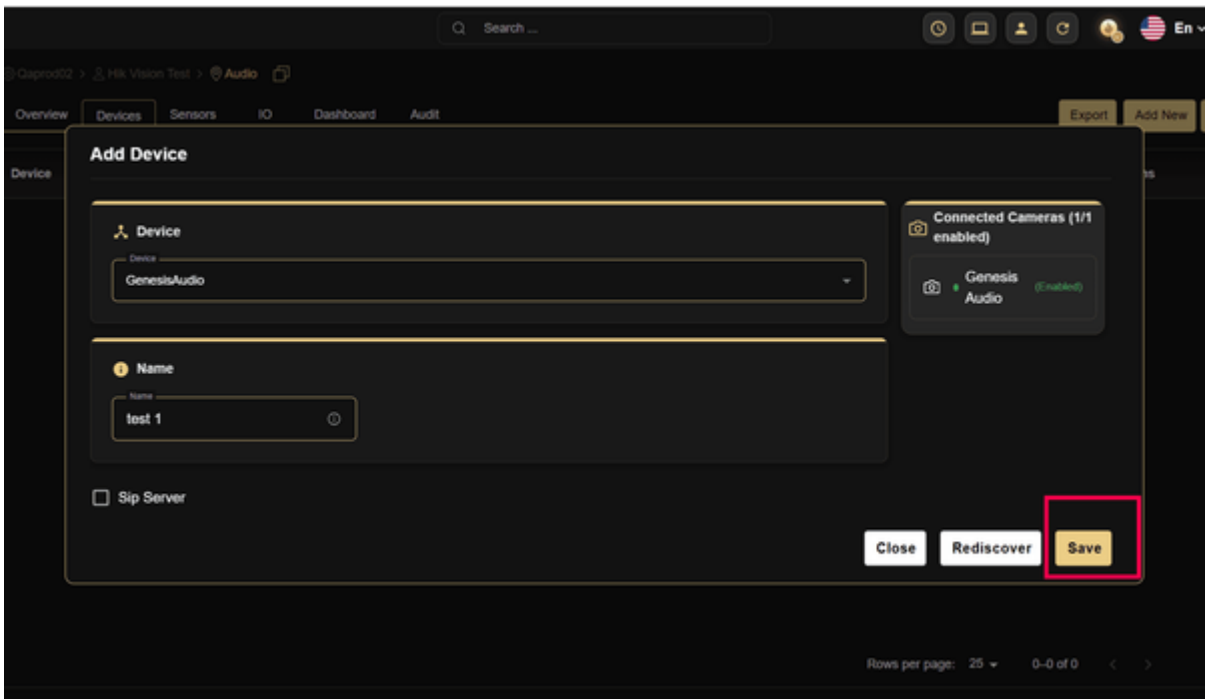 Search ...
En
Qaprod02 > Hik Vision Test > Audio
Overview Devices Sensors IO Dashboard Audit
Export Add New
Add Device
Device
ns
Device
Device
GenesisAudio
Connected Cameras (1/1
enabled)
Genesis
Audio
(Enabled)
Name
Name
test 1
Sip Server
Close Rediscover Save
Rows per page: 25 0–0 of 0